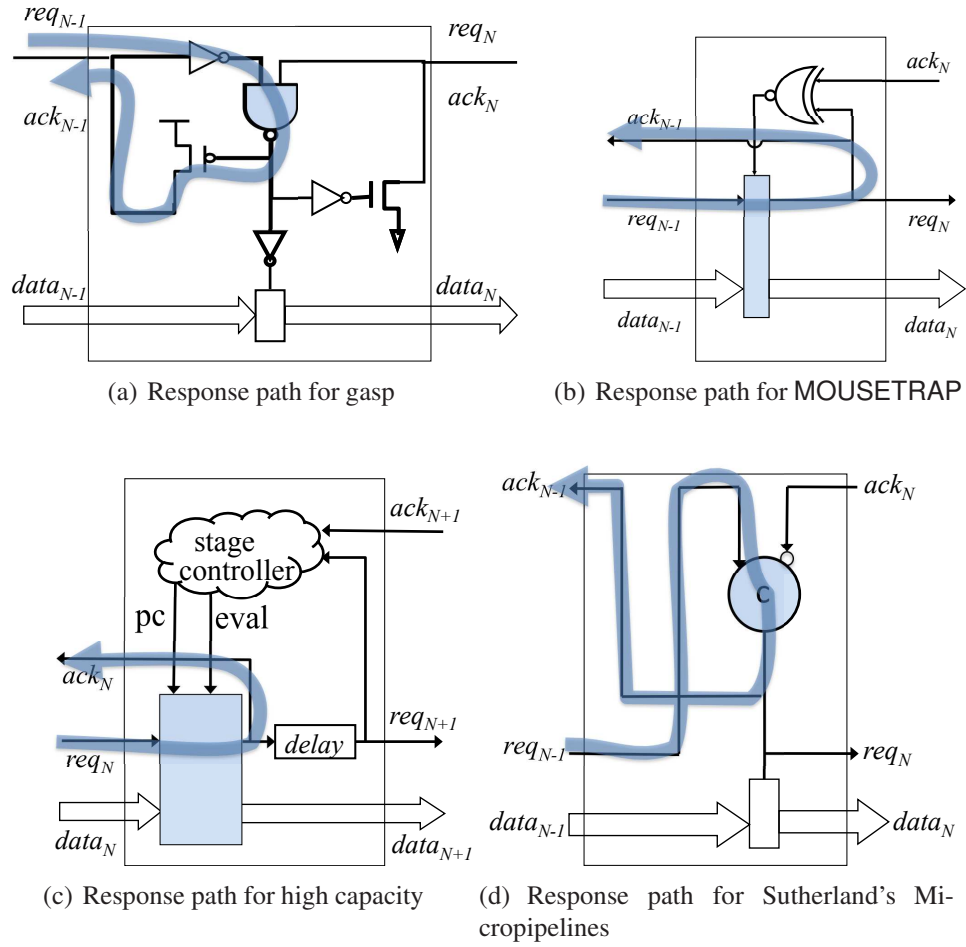 req_N-1
req_N
ack_N-1
ack_N
data_N-1
data_N
(a) Response path for gasp
ack_N
ack_N-1
req_N-1
req_N
data_N-1
data_N
(b) Response path for MOUSETRAP
stage
controller
ack_N+1
pc
eval
ack_N
req_N
delay
req_N+1
data_N
data_N+1
(c) Response path for high capacity
ack_N-1
ack_N
C
req_N-1
req_N
data_N-1
data_N
(d) Response path for Sutherland's Mi-
cropipelines